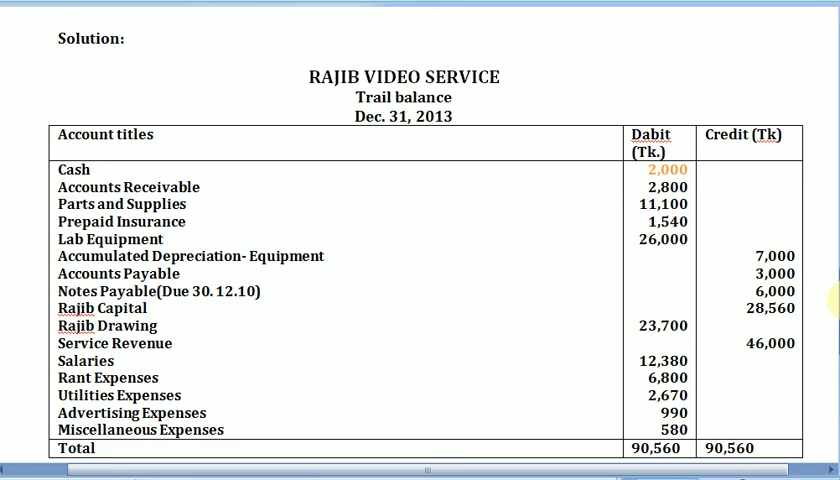 Solution:
RAJIB VIDEO SERVICE
Trail balance
Dec. 31, 2013
Account titles Dabit (Tk.) Credit (Tk)
Cash 2,000
Accounts Receivable 2,800
Parts and Supplies 11,100
Prepaid Insurance 1,540
Lab Equipment 26,000
Accumulated Depreciation- Equipment 7,000
Accounts Payable 3,000
Notes Payable(Due 30. 12.10) 6,000
Rajib Capital 28,560
Rajib Drawing 23,700
Service Revenue 46,000
Salaries 12,380
Rant Expenses 6,800
Utilities Expenses 2,670
Advertising Expenses 990
Miscellaneous Expenses 580
Total 90,560 90,560